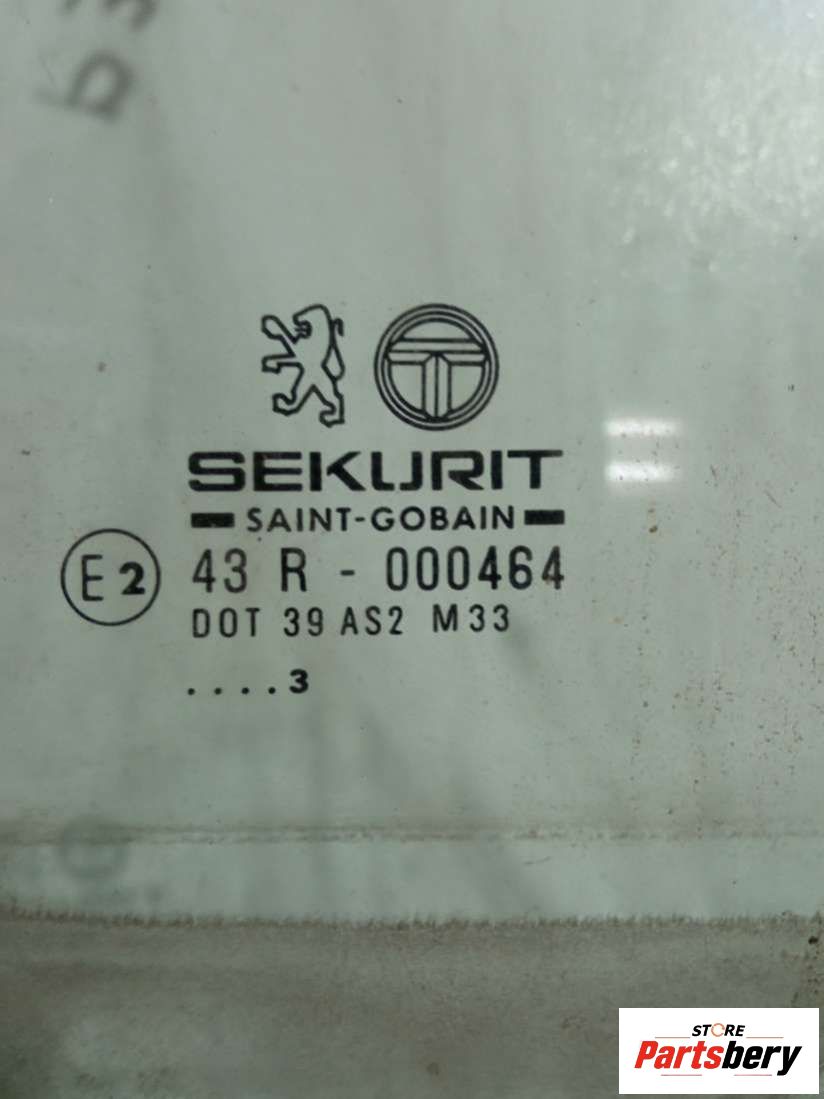 SEKURIT
SAINT-GOBAIN
E2 43 R - 000464
DOT 39 AS2 M33
....3
STORE
Partsbery